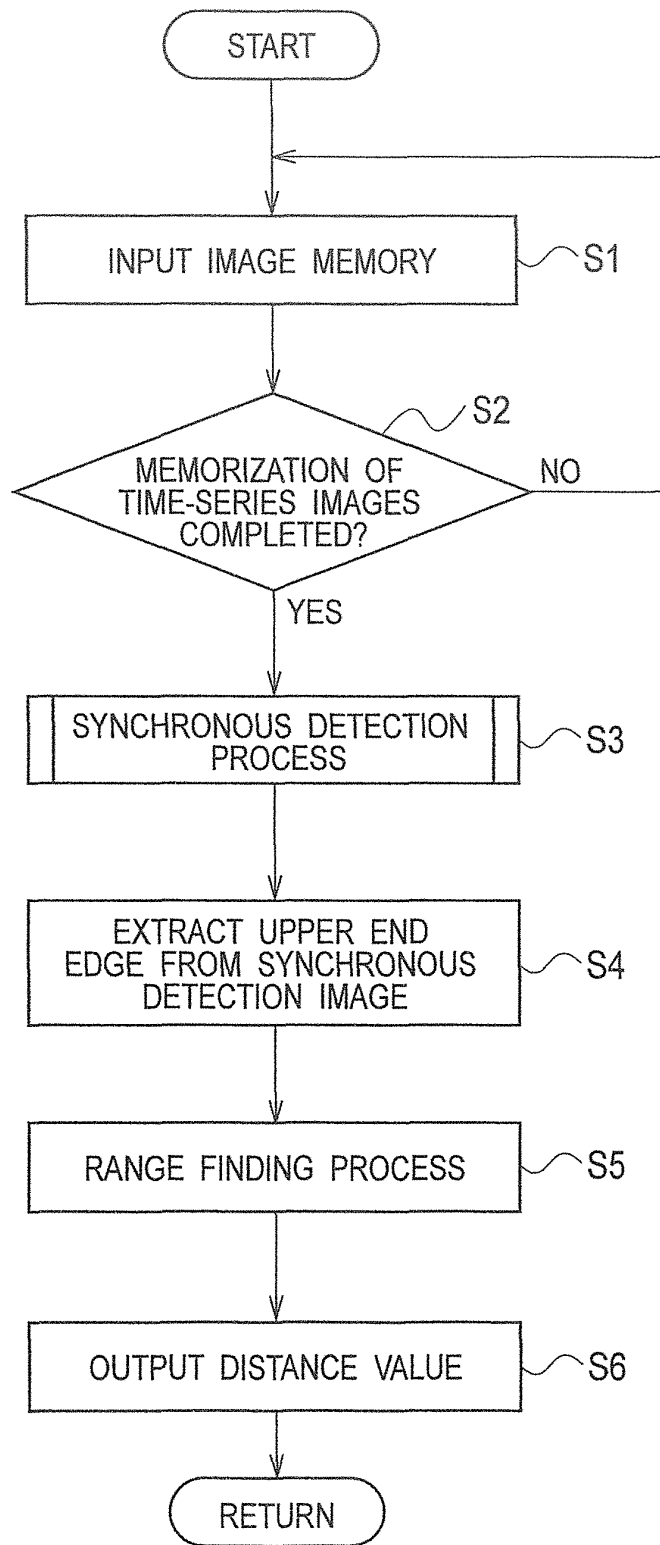 START
INPUT IMAGE MEMORY
S1
S2
MEMORIZATION OF
TIME-SERIES IMAGES
COMPLETED?
NO
YES
SYNCHRONOUS DETECTION
PROCESS
S3
EXTRACT UPPER END
EDGE FROM SYNCHRONOUS
DETECTION IMAGE
S4
RANGE FINDING PROCESS
S5
OUTPUT DISTANCE VALUE
S6
RETURN